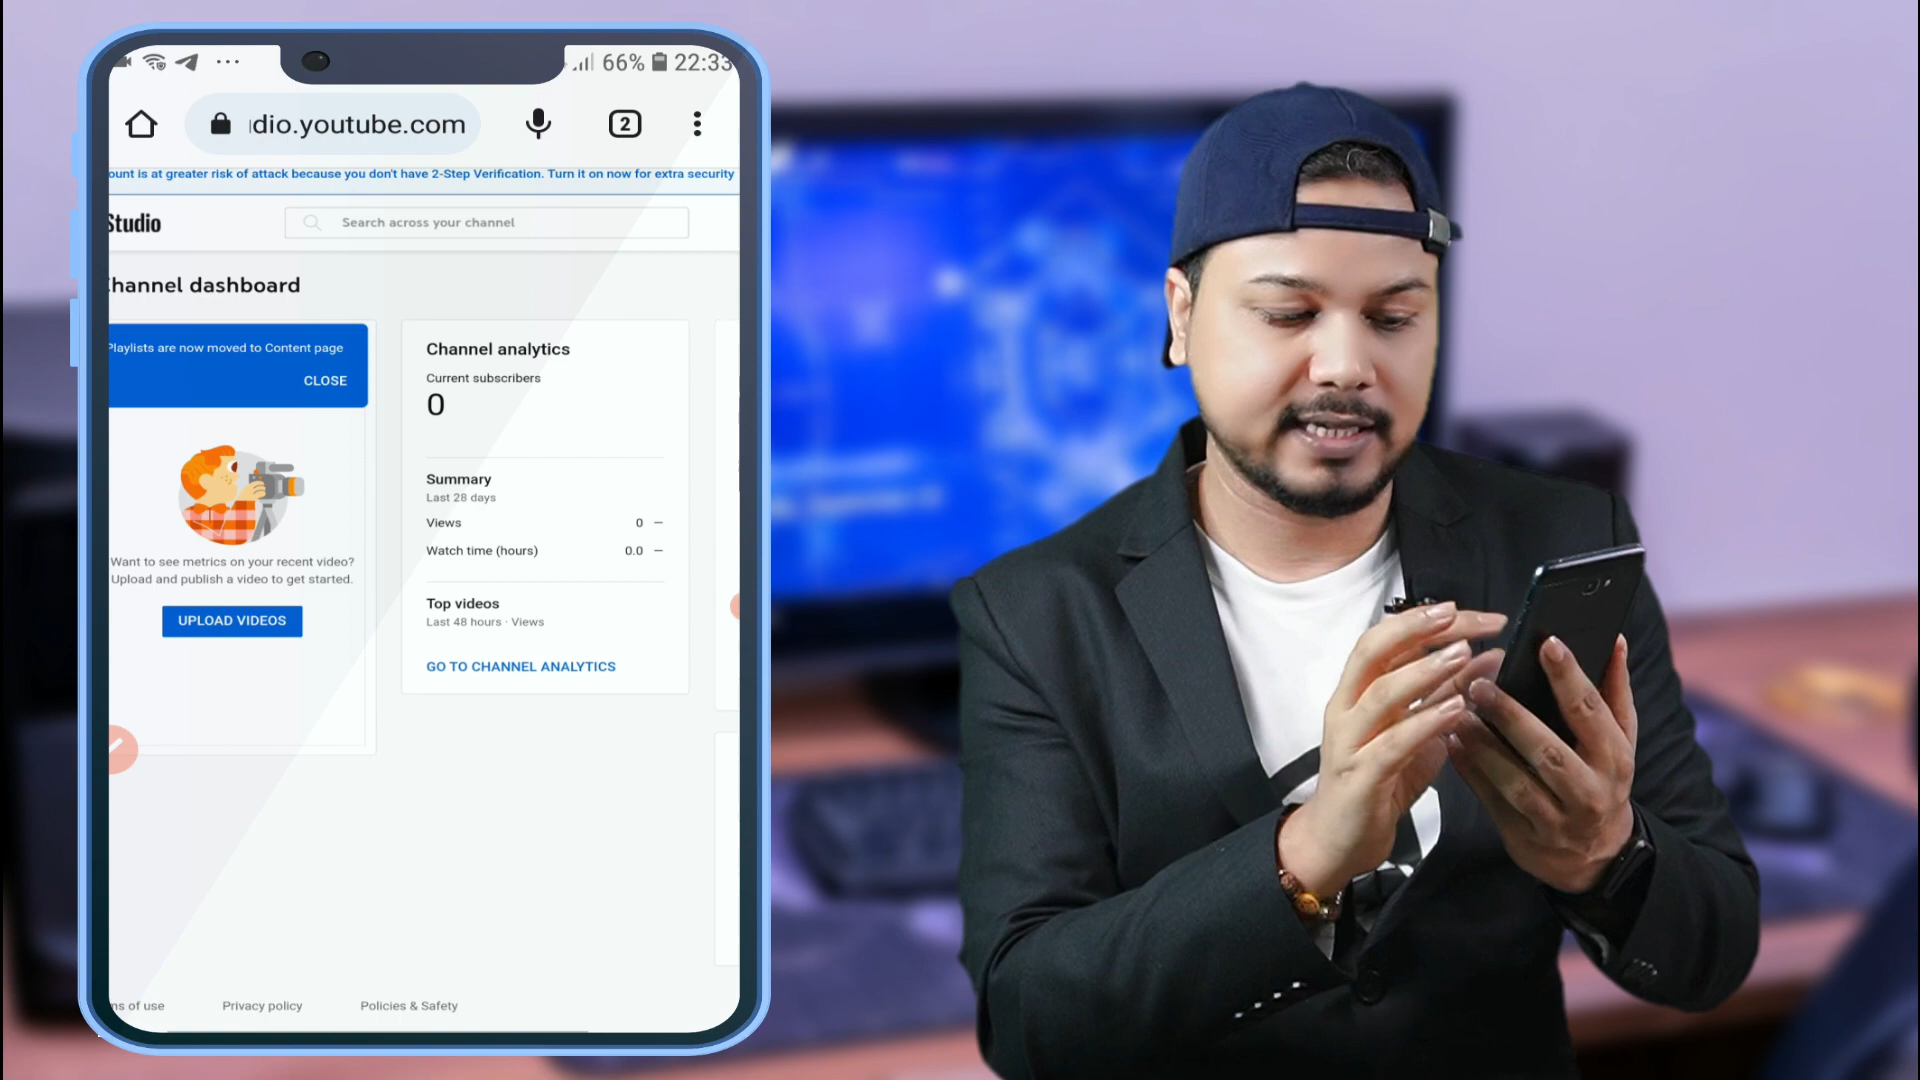 66% 22:33
dio.youtube.com
2
ount is at greater risk of attack because you don't have 2-Step Verification. Turn it on now for extra security
Studio
Search across your channel
Channel dashboard
Playlists are now moved to Content page
CLOSE
Want to see metrics on your recent video?
Upload and publish a video to get started.
UPLOAD VIDEOS
Channel analytics
Current subscribers
0
Summary
Last 28 days
Views 0 —
Watch time (hours) 0.0 —
Top videos
Last 48 hours · Views
GO TO CHANNEL ANALYTICS
ms of use Privacy policy Policies & Safety